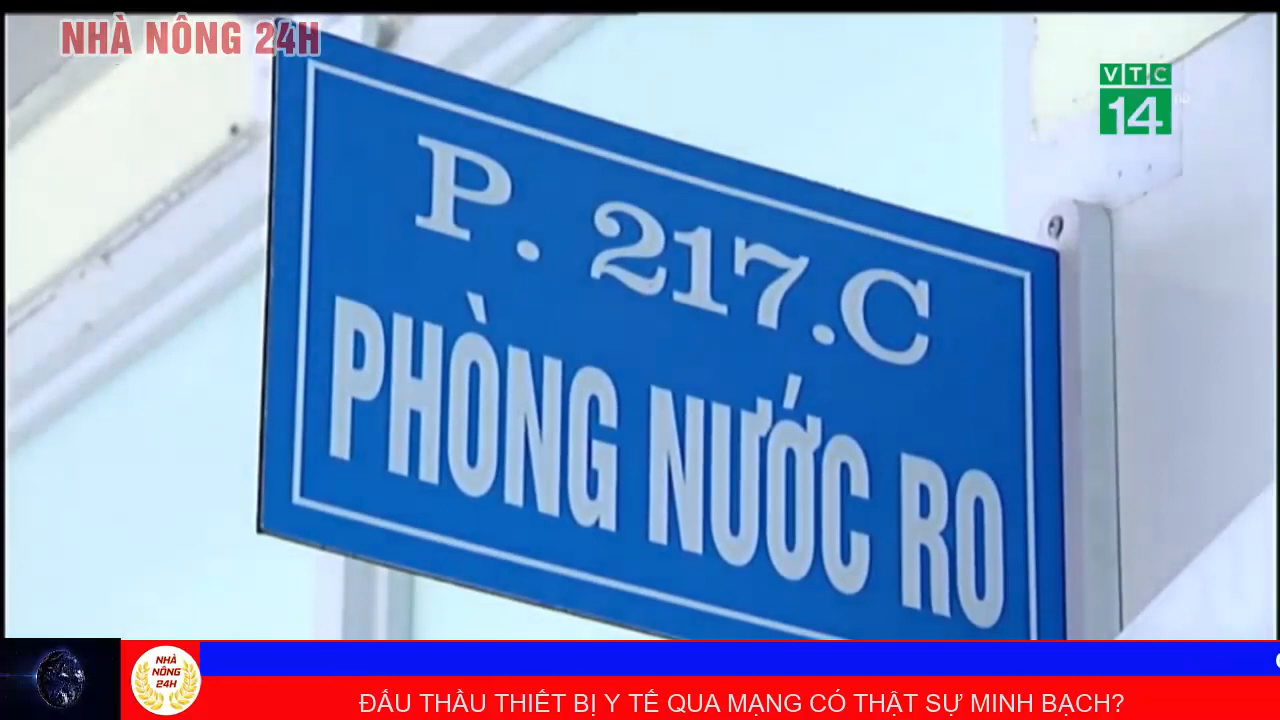 NHÀ NÔNG 24H
VTC
14
P. 217.C
PHÒNG NƯỚC RO
NHÀ
NÔNG
24H
ĐẤU THẦU THIẾT BỊ Y TẾ QUA MẠNG CÓ THẬT SỰ MINH BẠCH?